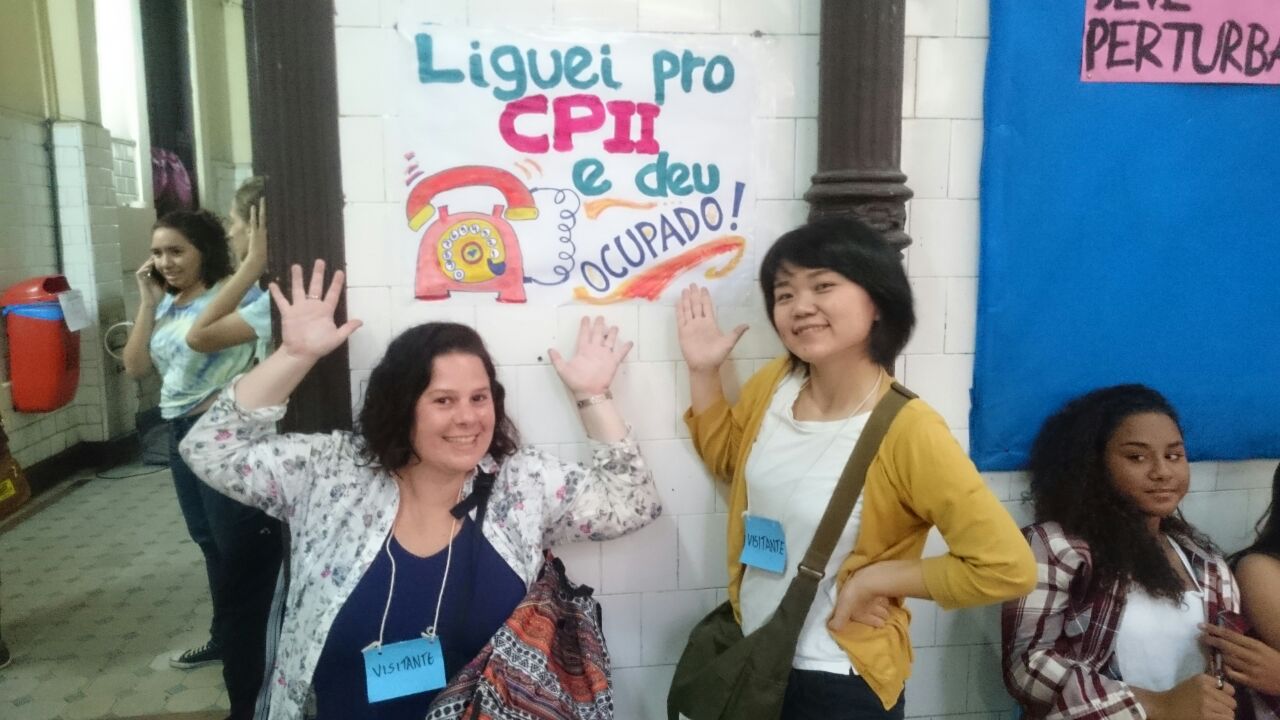 Liguei pro
CPII
e deu
OCUPADO!
PERTURBA
VISITANTE
VISITANTE